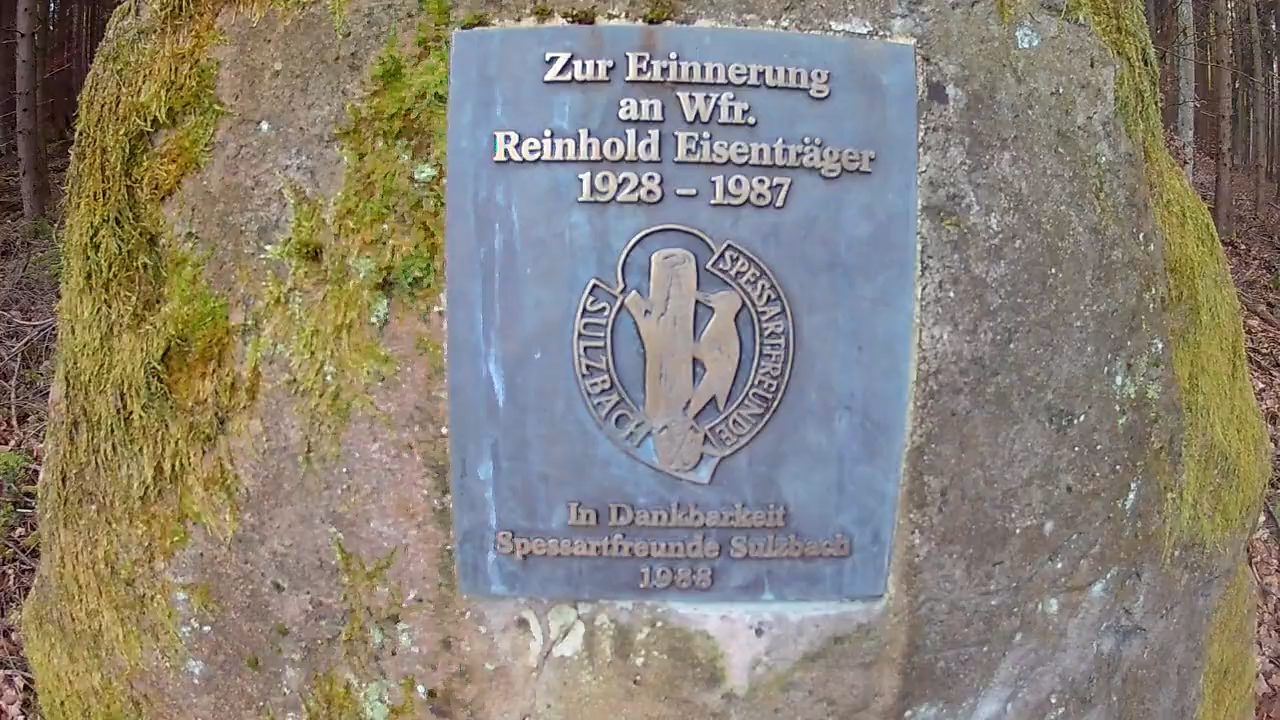 Zur Erinnerung
an Wfr.
Reinhold Eisenträger
1928 – 1987
SULZBACH
SPESSARTFREUNDE
In Dankbarkeit
Spessartfreunde Sulzbach
1988